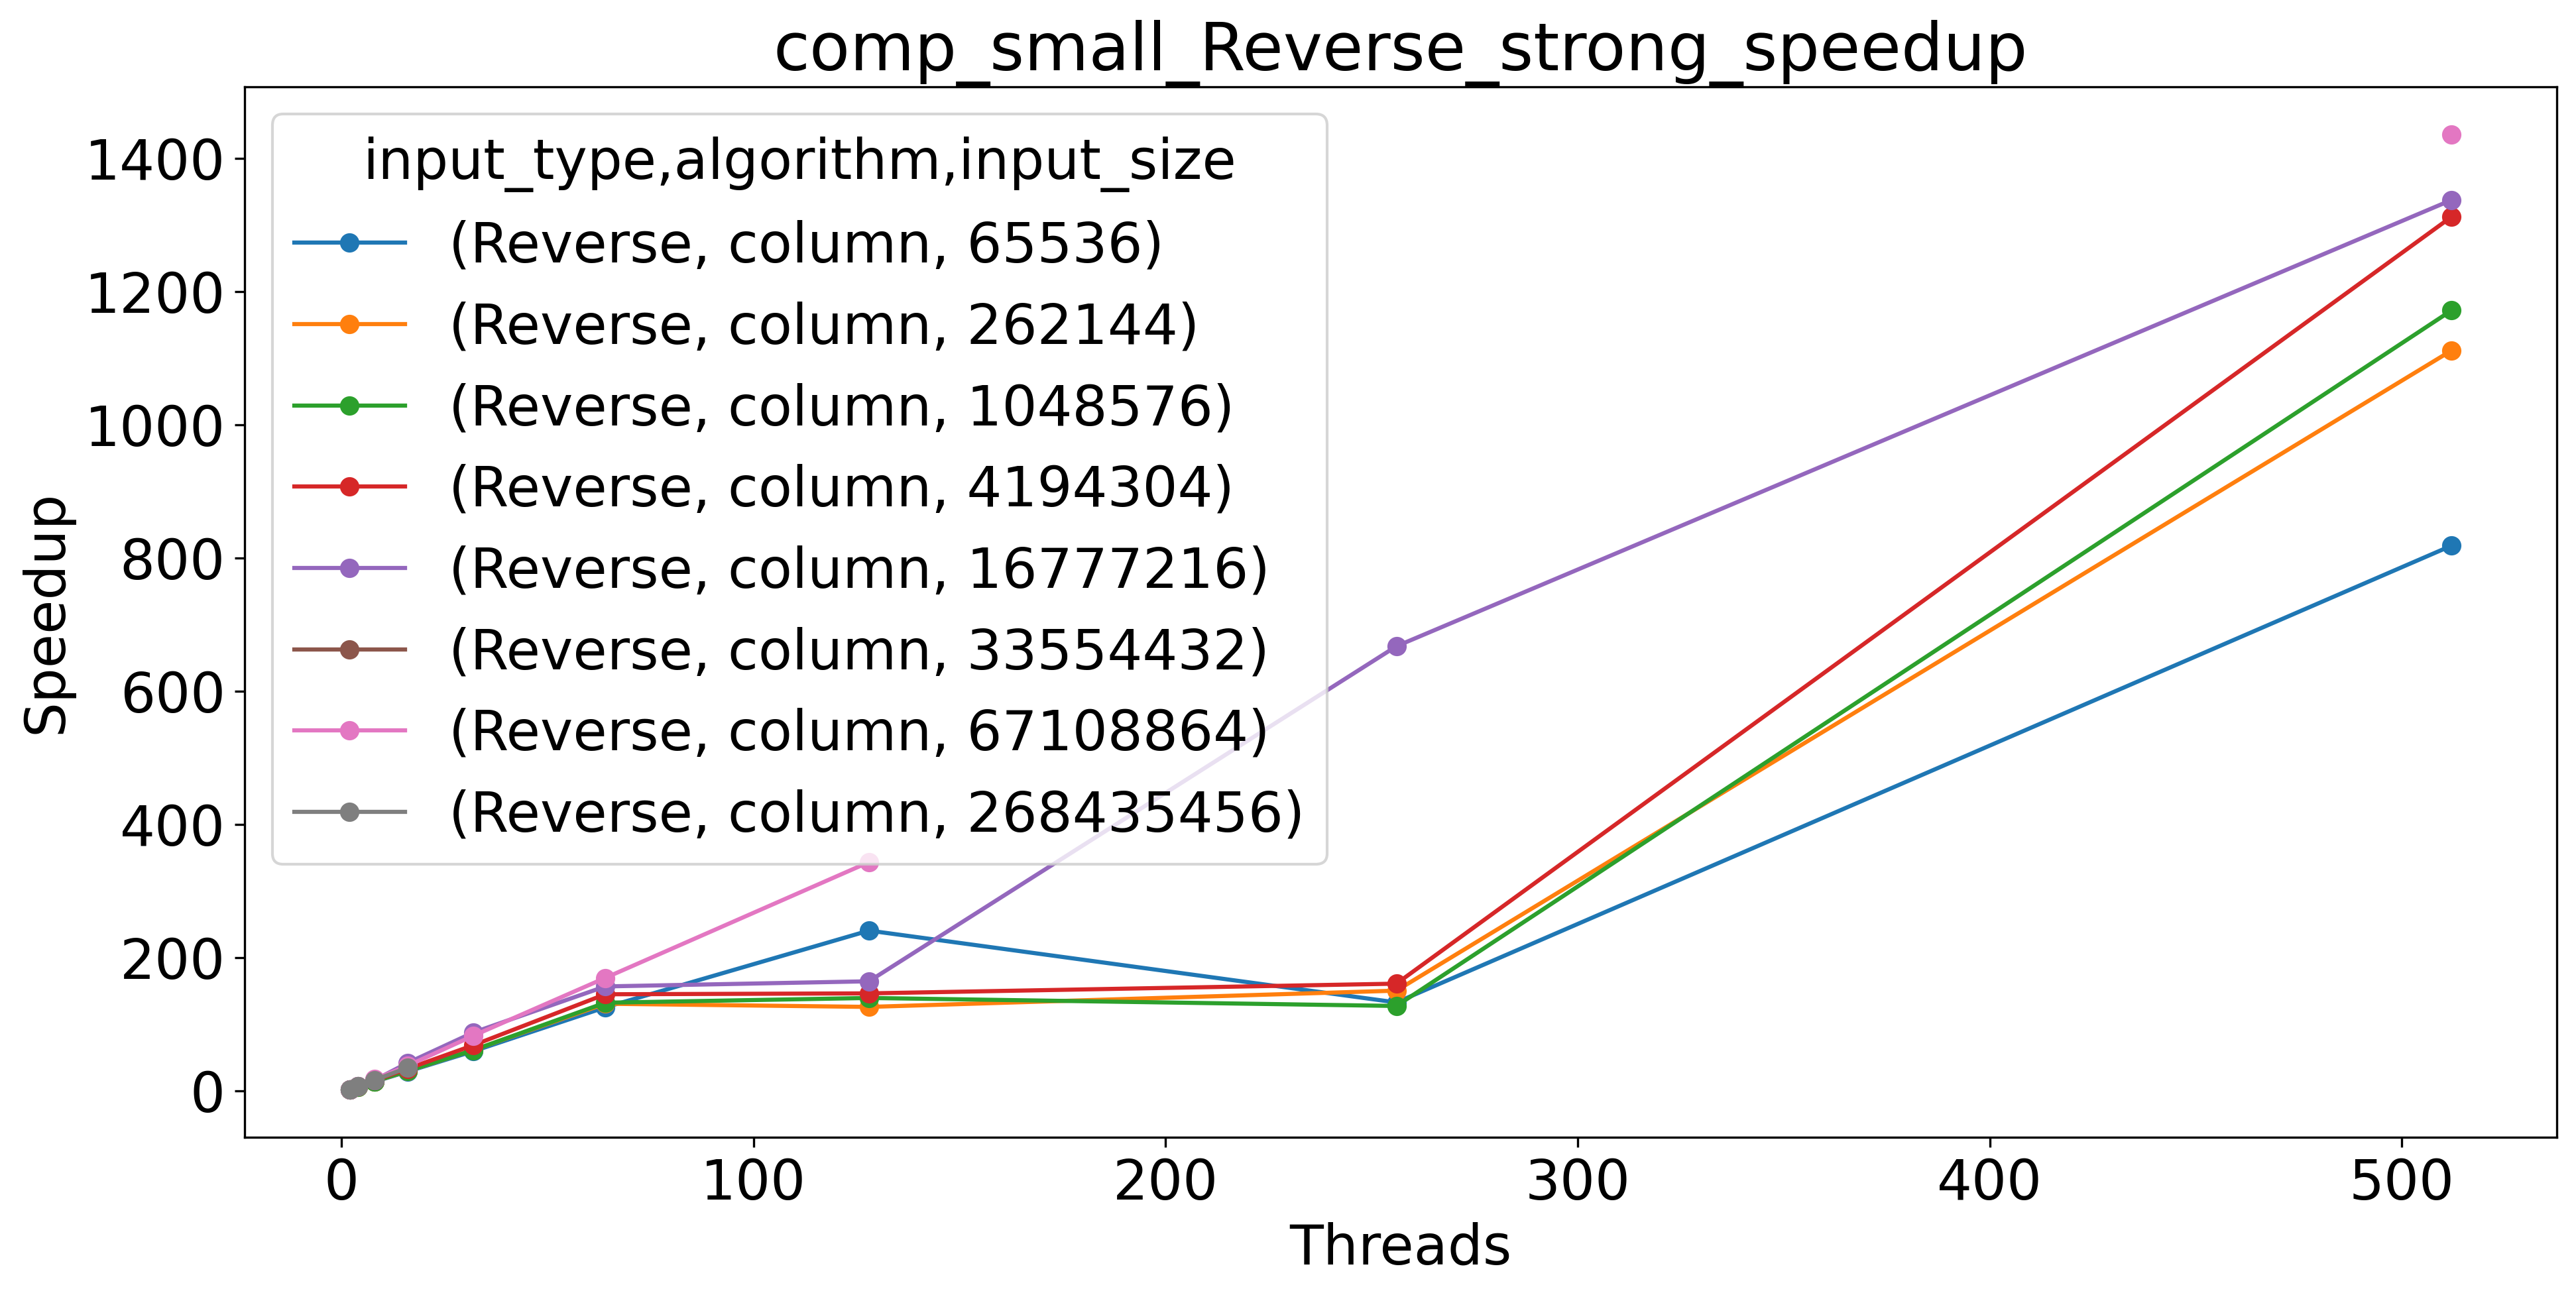 comp_small_Reverse_strong_speedup
input_type,algorithm,input_size
(Reverse, column, 65536)
(Reverse, column, 262144)
(Reverse, column, 1048576)
(Reverse, column, 4194304)
(Reverse, column, 16777216)
(Reverse, column, 33554432)
(Reverse, column, 67108864)
(Reverse, column, 268435456)
Speedup
1400
1200
1000
800
600
400
200
0
0 100 200 300 400 500
Threads